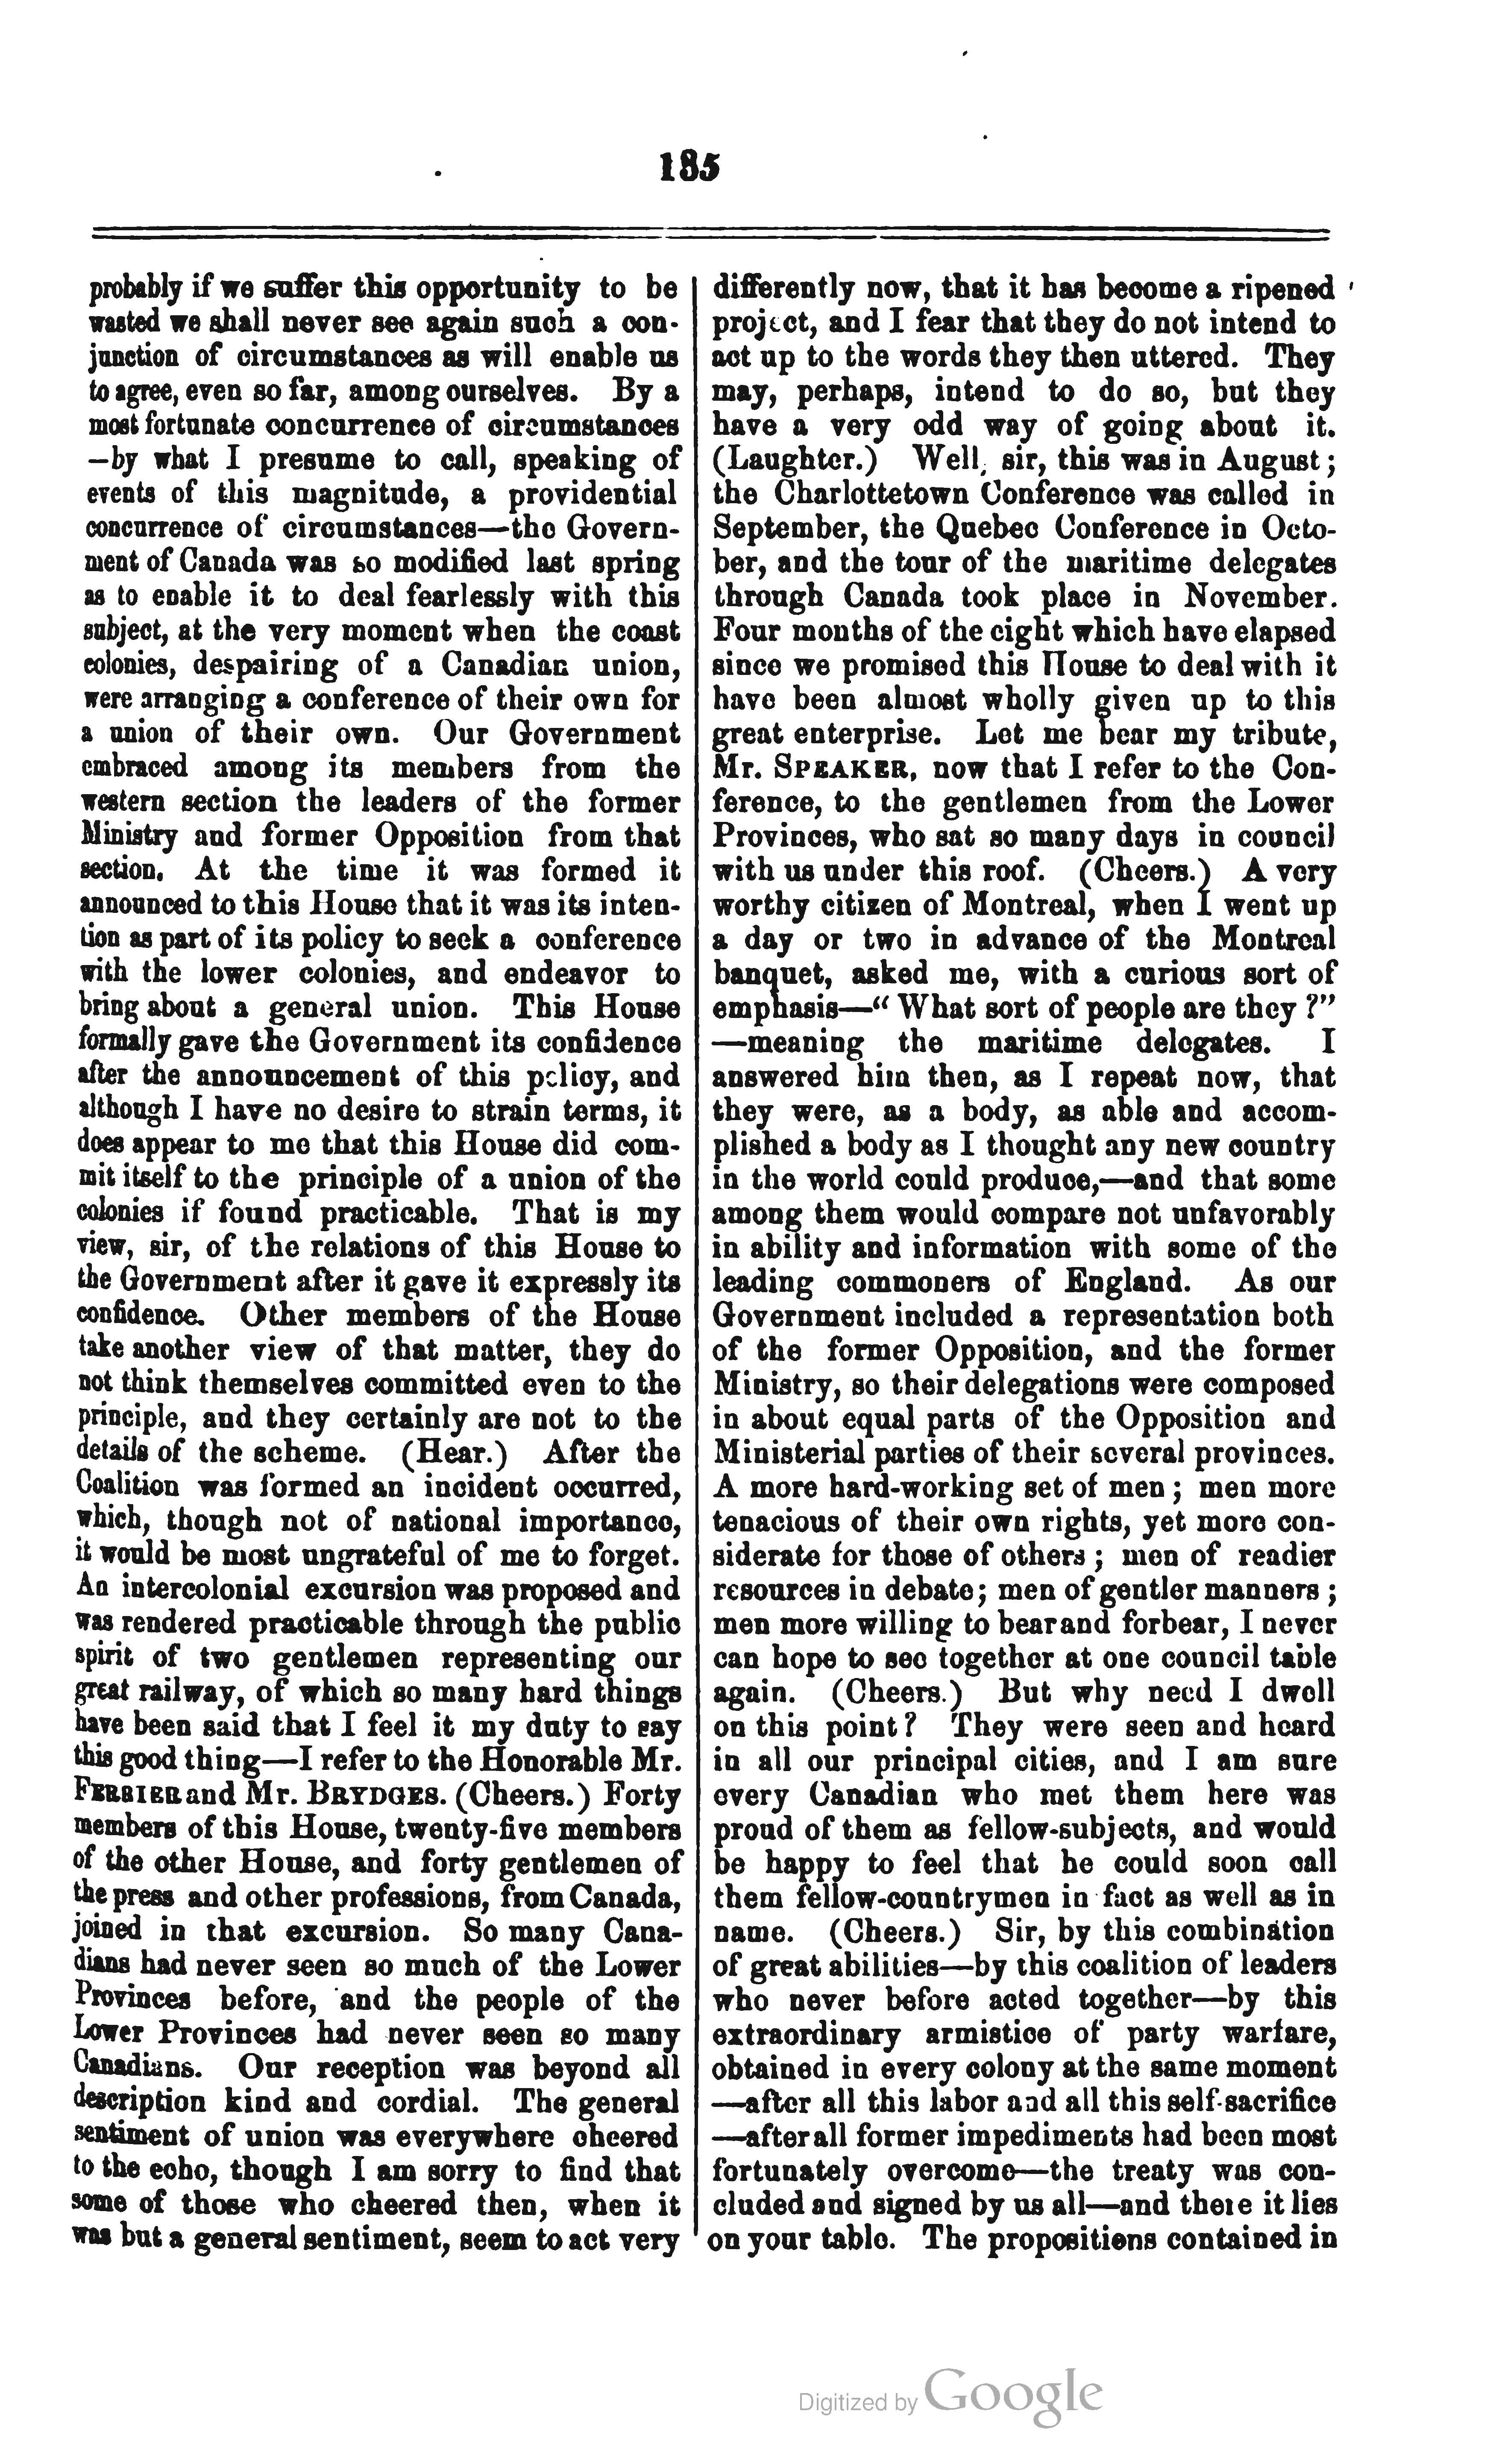 135
probably if we suffer this opportunity to be
wasted we shall never see again such a con-
junction of circumstances as will enable us
to agree, even so far, among ourselves. By a
most fortunate concurrence of circumstances
—by what I presume to call, speaking of
events of this magnitude, a providential
concurrence of circumstances—the Govern-
ment of Canada was so modified last spring
as to enable it to deal fearlessly with this
subject, at the very moment when the coast
colonies, despairing of a Canadian union,
were arranging a conference of their own for
a union of their own. Our Government
embraced among its members from the
western section the leaders of the former
Ministry and former Opposition from that
section. At the time it was formed it
announced to this House that it was its inten-
tion as part of its policy to seek a conference
with the lower colonies, and endeavor to
bring about a general union. This House
formally gave the Government its confidence
after the announcement of this policy, and
although I have no desire to strain terms, it
does appear to me that this House did com-
mit itself to the principle of a union of the
colonies if found practicable. That is my
view, sir, of the relations of this House to
the Government after it gave it expressly its
confidence. Other members of the House
take another view of that matter, they do
not think themselves committed even to the
principle, and they certainly are not to the
details of the scheme. (Hear.) After the
Coalition was formed an incident occurred,
which, though not of national importance,
it would be most ungrateful of me to forget.
An intercolonial excursion was proposed and
was rendered practicable through the public
spirit of two gentlemen representing our
great railway, of which so many hard things
have been said that I feel it my duty to say
this good thing—I refer to the Honorable Mr.
FERRIER and Mr. BRYDGES. (Cheers.) Forty
members of this House, twenty-five members
of the other House, and forty gentlemen of
the press and other professions, from Canada,
joined in that excursion. So many Cana-
dians had never seen so much of the Lower
Provinces before, and the people of the
Lower Provinces had never seen so many
Canadians. Our reception was beyond all
description kind and cordial. The general
sentiment of union was everywhere cheered
to the echo, though I am sorry to find that
some of those who cheered then, when it
was but a general sentiment, seem to act very
differently now, that it has become a ripened
project, and I fear that they do not intend to
act up to the words they then uttered. They
may, perhaps, intend to do so, but they
have a very odd way of going about it.
(Laughter.) Well, sir, this was in August;
the Charlottetown Conference was called in
September, the Quebec Conference in Octo-
ber, and the tour of the maritime delegates
through Canada took place in November.
Four months of the eight which have elapsed
since we promised this House to deal with it
have been almost wholly given up to this
great enterprise. Let me bear my tribute,
Mr. SPEAKER, now that I refer to the Con-
ference, to the gentlemen from the Lower
Provinces, who sat so many days in council
with us under this roof. (Cheers.) A very
worthy citizen of Montreal, when I went up
a day or two in advance of the Montreal
banquet, asked me, with a curious sort of
emphasis—“ What sort of people are they ?”
—meaning the maritime delegates. I
answered him then, as I repeat now, that
they were, as a body, as able and accom-
plished a body as I thought any new country
in the world could produce,—and that some
among them would compare not unfavorably
in ability and information with some of the
leading commoners of England. As our
Government included a representation both
of the former Opposition, and the former
Ministry, so their delegations were composed
in about equal parts of the Opposition and
Ministerial parties of their several provinces.
A more hard-working set of men; men more
tenacious of their own rights, yet more con-
siderate for those of others; men of readier
resources in debate; men of gentler manners;
men more willing to bear and forbear, I never
can hope to see together at one council table
again. (Cheers.) But why need I dwell
on this point? They were seen and heard
in all our principal cities, and I am sure
every Canadian who met them here was
proud of them as fellow-subjects, and would
be happy to feel that he could soon call
them fellow-countrymen in fact as well as in
name. (Cheers.) Sir, by this combination
of great abilities—by this coalition of leaders
who never before acted together—by this
extraordinary armistice of party warfare,
obtained in every colony at the same moment
—after all this labor and all this self-sacrifice
—after all former impediments had been most
fortunately overcome—the treaty was con-
cluded and signed by us all—and there it lies
on your table. The propositions contained in
Digitized by Google